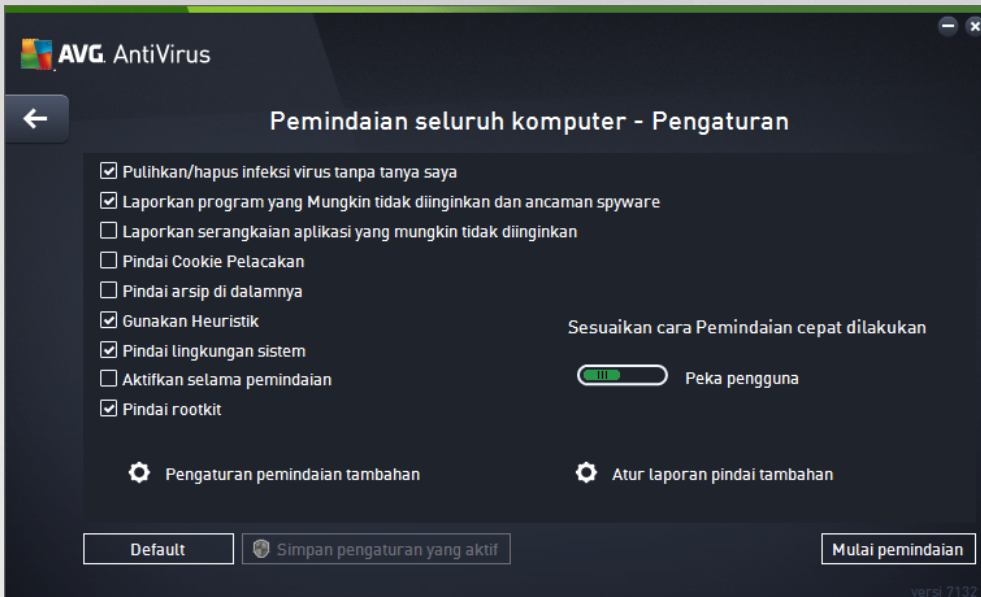 AVG. AntiVirus
Pemindaian seluruh komputer - Pengaturan
Pulihkan/hapus infeksi virus tanpa tanya saya
Laporkan program yang Mungkin tidak diinginkan dan ancaman spyware
Laporkan serangkaian aplikasi yang mungkin tidak diinginkan
Pindai Cookie Pelacakan
Pindai arsip di dalamnya
Gunakan Heuristik
Pindai lingkungan sistem
Aktifkan selama pemindaian
Pindai rootkit
Sesuaikan cara Pemindaian cepat dilakukan
Peka pengguna
Pengaturan pemindaian tambahan
Atur laporan pindai tambahan
Default
Simpan pengaturan yang aktif
Mulai pemindaian
versi 7132